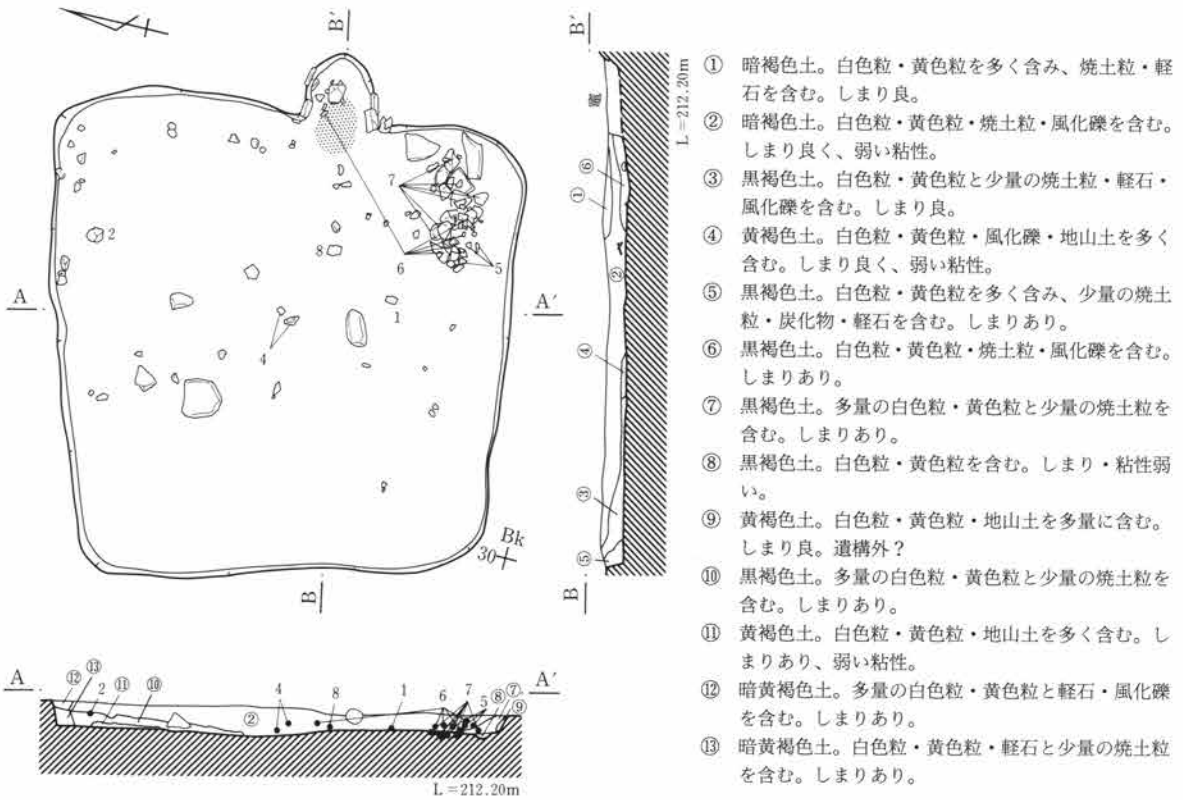 B′
B′
L＝212.20m
竈
⑥
①
②
④
③
⑤
7
2
8
6
5
A
A′
1
4
Bk
30
B
B
A
A′
⑫
⑬
2
⑪
⑩
②
4
8
1
6
7
5
⑧
⑦
⑨
L＝212.20m
① 暗褐色土。白色粒・黄色粒を多く含み、焼土粒・軽
石を含む。しまり良。
② 暗褐色土。白色粒・黄色粒・焼土粒・風化礫を含む。
しまり良く、弱い粘性。
③ 黒褐色土。白色粒・黄色粒と少量の焼土粒・軽石・
風化礫を含む。しまり良。
④ 黄褐色土。白色粒・黄色粒・風化礫・地山土を多く
含む。しまり良く、弱い粘性。
⑤ 黒褐色土。白色粒・黄色粒を多く含み、少量の焼土
粒・炭化物・軽石を含む。しまりあり。
⑥ 黒褐色土。白色粒・黄色粒・焼土粒・風化礫を含む。
しまりあり。
⑦ 黒褐色土。多量の白色粒・黄色粒と少量の焼土粒を
含む。しまりあり。
⑧ 黒褐色土。白色粒・黄色粒を含む。しまり・粘性弱
い。
⑨ 黄褐色土。白色粒・黄色粒・地山土を多量に含む。
しまり良。遺構外？
⑩ 黒褐色土。多量の白色粒・黄色粒と少量の焼土粒を
含む。しまりあり。
⑪ 黄褐色土。白色粒・黄色粒・地山土を多く含む。し
まりあり、弱い粘性。
⑫ 暗黄褐色土。多量の白色粒・黄色粒と軽石・風化礫
を含む。しまりあり。
⑬ 暗黄褐色土。白色粒・黄色粒・軽石と少量の焼土粒
を含む。しまりあり。